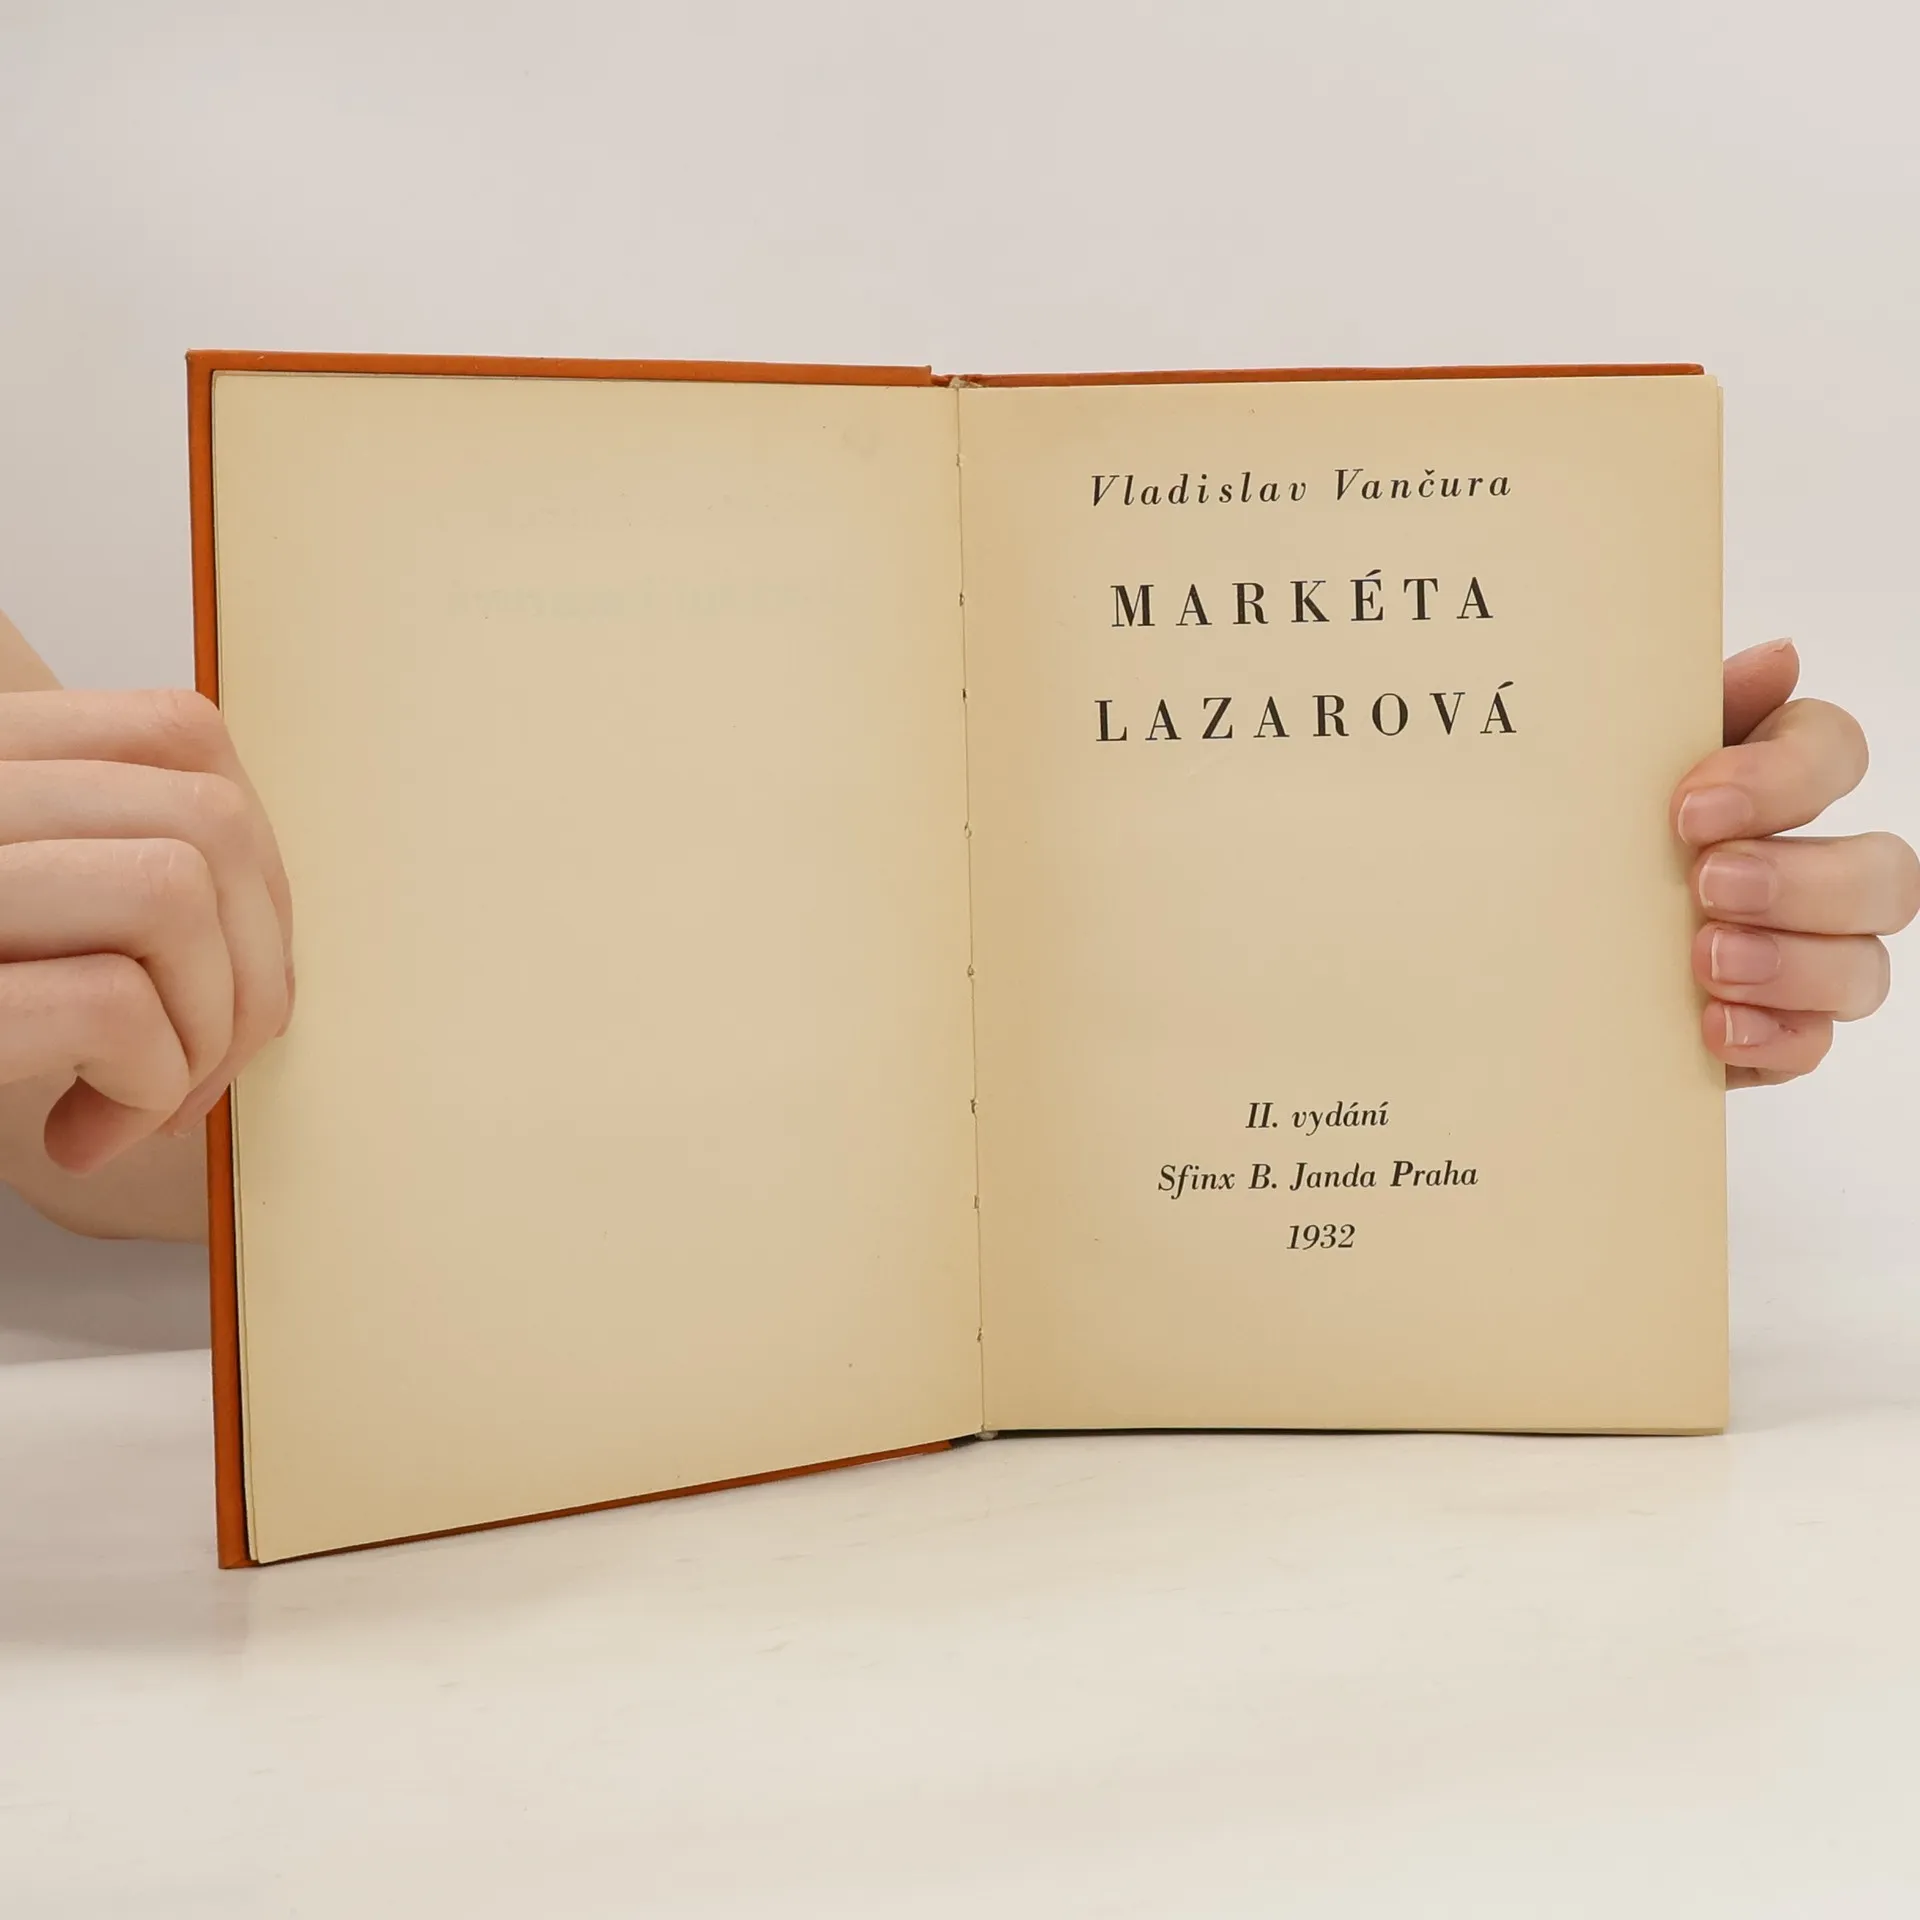 Vladislav Vančura
MARKÉTA
LAZAROVÁ
II. vydání
Sfinx B. Janda Praha
1932